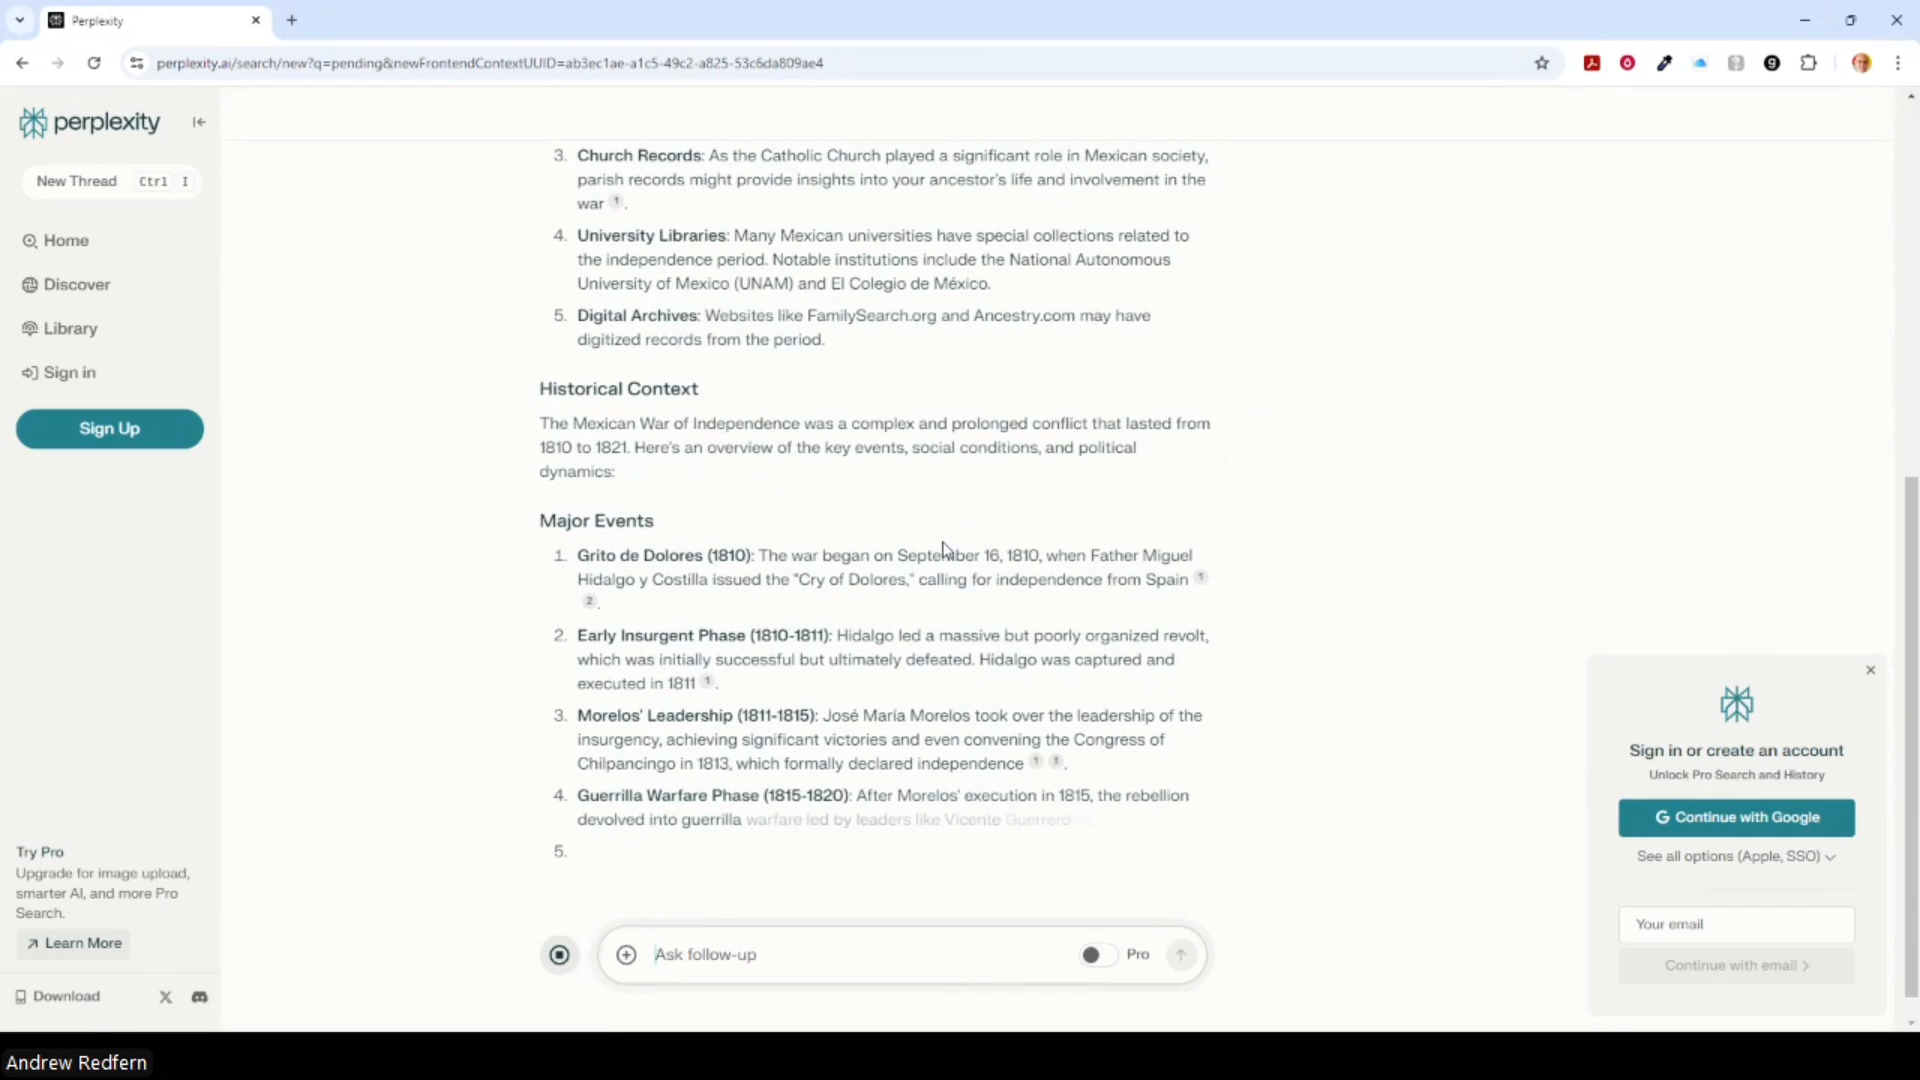 Perplexity
perplexity.ai/search/new?q=pending&newFrontendContextUUID=ab3ec1ae-a1c5-49c2-a825-53c6da809ae4
perplexity
New Thread Ctrl I
Home
Discover
Library
Sign in
Sign Up
3. Church Records: As the Catholic Church played a significant role in Mexican society,
parish records might provide insights into your ancestor's life and involvement in the
war 1.
4. University Libraries: Many Mexican universities have special collections related to
the independence period. Notable institutions include the National Autonomous
University of Mexico (UNAM) and El Colegio de México.
5. Digital Archives: Websites like FamilySearch.org and Ancestry.com may have
digitized records from the period.
Historical Context
The Mexican War of Independence was a complex and prolonged conflict that lasted from
1810 to 1821. Here's an overview of the key events, social conditions, and political
dynamics:
Major Events
1. Grito de Dolores (1810): The war began on September 16, 1810, when Father Miguel
Hidalgo y Costilla issued the "Cry of Dolores," calling for independence from Spain 1
2.
2. Early Insurgent Phase (1810-1811): Hidalgo led a massive but poorly organized revolt,
which was initially successful but ultimately defeated. Hidalgo was captured and
executed in 1811 1.
3. Morelos' Leadership (1811-1815): José María Morelos took over the leadership of the
insurgency, achieving significant victories and even convening the Congress of
Chilpancingo in 1813, which formally declared independence 1 3.
4. Guerrilla Warfare Phase (1815-1820): After Morelos' execution in 1815, the rebellion
devolved into guerrilla warfare led by leaders like Vicente Guerrero .
5.
Ask follow-up
Pro
Try Pro
Upgrade for image upload,
smarter AI, and more Pro
Search.
Learn More
Download
Sign in or create an account
Unlock Pro Search and History
G Continue with Google
See all options (Apple, SSO)
Your email
Continue with email >
Andrew Redfern